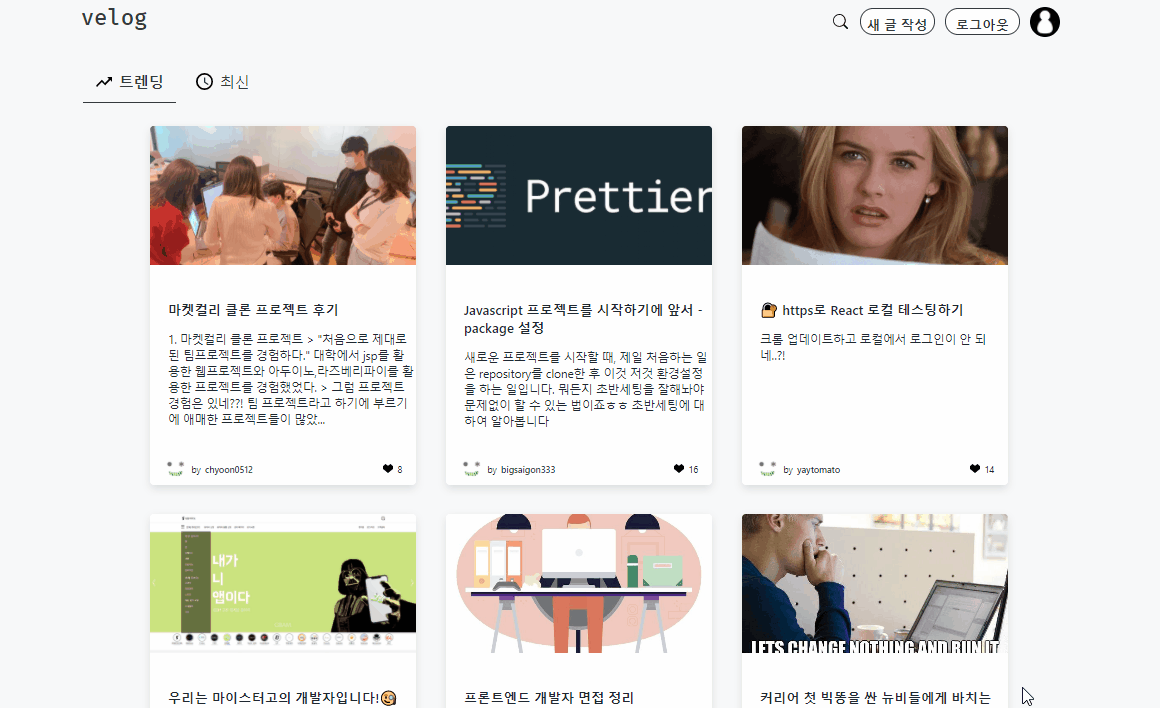 velog
새 글 작성
로그아웃
트렌딩
최신
Prettier
마켓컬리 클론 프로젝트 후기
1. 마켓컬리 클론 프로젝트 > "처음으로 제대로
된 팀프로젝트를 경험하다." 대학에서 jsp를 활
용한 웹프로젝트와 아두이노,라즈베리파이를 활
용한 프로젝트를 경험했었다. > 그럼 프로젝트
경험은 있네??! 팀 프로젝트라고 하기에 부르기
에 애매한 프로젝트들이 많았...
by chyoon0512
8
Javascript 프로젝트를 시작하기에 앞서 -
package 설정
새로운 프로젝트를 시작할 때, 제일 처음하는 일
은 repository를 clone한 후 이것 저것 환경설정
을 하는 일입니다. 뭐든지 초반세팅을 잘해놔야
문제없이 할 수 있는 법이죠ㅎㅎ 초반세팅에 대
하여 알아봅니다
by bigsaigon333
16
https로 React 로컬 테스팅하기
크롬 업데이트하고 로컬에서 로그인이 안 되
네..?!
by yaytomato
14
내가
니
앱이다
LETS CHANGE NOTHING AND RUN IT
우리는 마이스터고의 개발자입니다!
프론트엔드 개발자 면접 정리
커리어 첫 빅똥을 싼 뉴비들에게 바치는